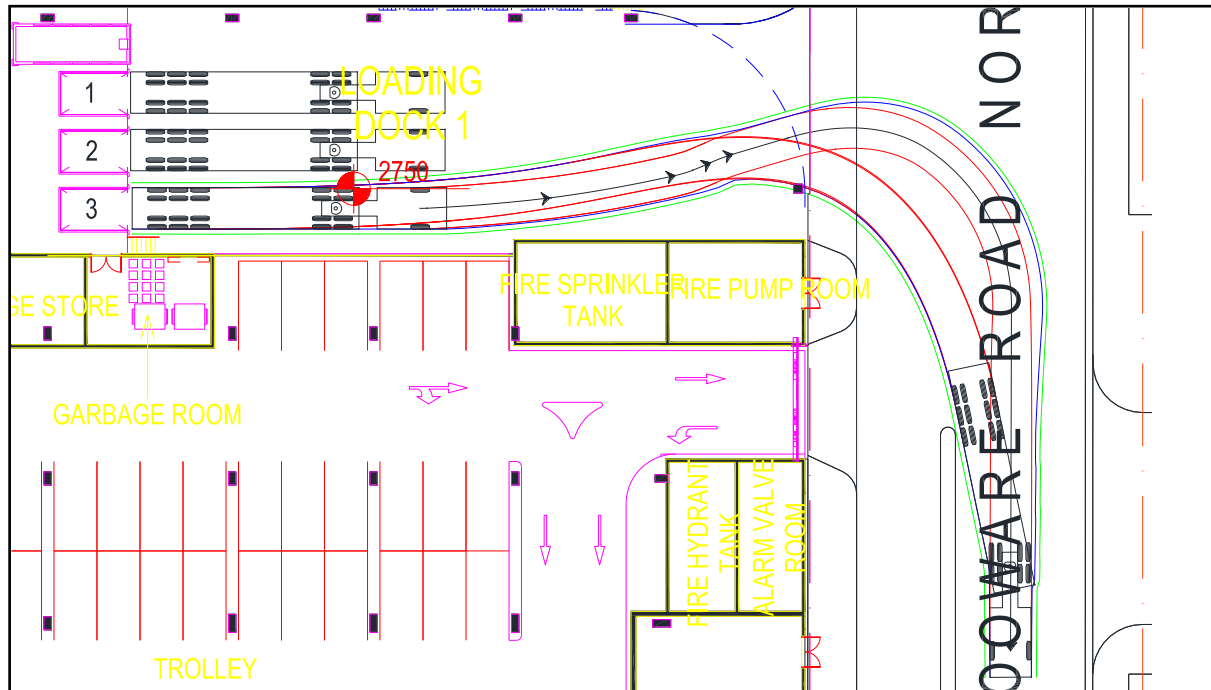 1
2
3
LOADING
DOCK 1
2750
GE STORE
FIRE SPRINKLER
TANK
FIRE PUMP ROOM
GARBAGE ROOM
FIRE HYDRANT
TANK
ALARM VALVE
ROOM
TROLLEY
OOWARE ROAD NOR